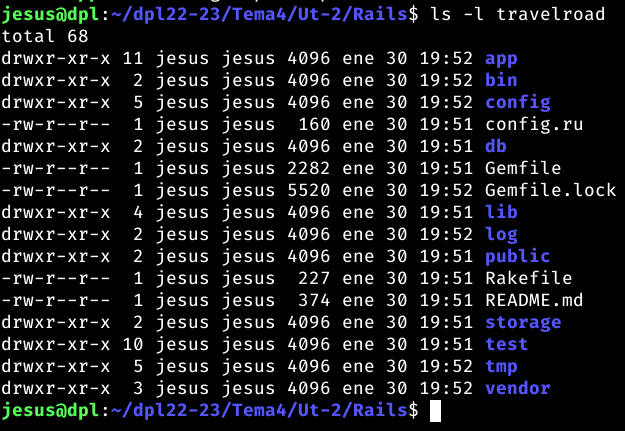 jesus@dpl:~/dpl22-23/Tema4/Ut-2/Rails$ ls -l travelroad
total 68
drwxr-xr-x 11 jesus jesus 4096 ene 30 19:52 app
drwxr-xr-x  2 jesus jesus 4096 ene 30 19:52 bin
drwxr-xr-x  5 jesus jesus 4096 ene 30 19:52 config
-rw-r--r--  1 jesus jesus  160 ene 30 19:51 config.ru
drwxr-xr-x  2 jesus jesus 4096 ene 30 19:51 db
-rw-r--r--  1 jesus jesus 2282 ene 30 19:51 Gemfile
-rw-r--r--  1 jesus jesus 5520 ene 30 19:52 Gemfile.lock
drwxr-xr-x  4 jesus jesus 4096 ene 30 19:51 lib
drwxr-xr-x  2 jesus jesus 4096 ene 30 19:52 log
drwxr-xr-x  2 jesus jesus 4096 ene 30 19:51 public
-rw-r--r--  1 jesus jesus  227 ene 30 19:51 Rakefile
-rw-r--r--  1 jesus jesus  374 ene 30 19:51 README.md
drwxr-xr-x  2 jesus jesus 4096 ene 30 19:51 storage
drwxr-xr-x 10 jesus jesus 4096 ene 30 19:51 test
drwxr-xr-x  5 jesus jesus 4096 ene 30 19:52 tmp
drwxr-xr-x  3 jesus jesus 4096 ene 30 19:52 vendor
jesus@dpl:~/dpl22-23/Tema4/Ut-2/Rails$